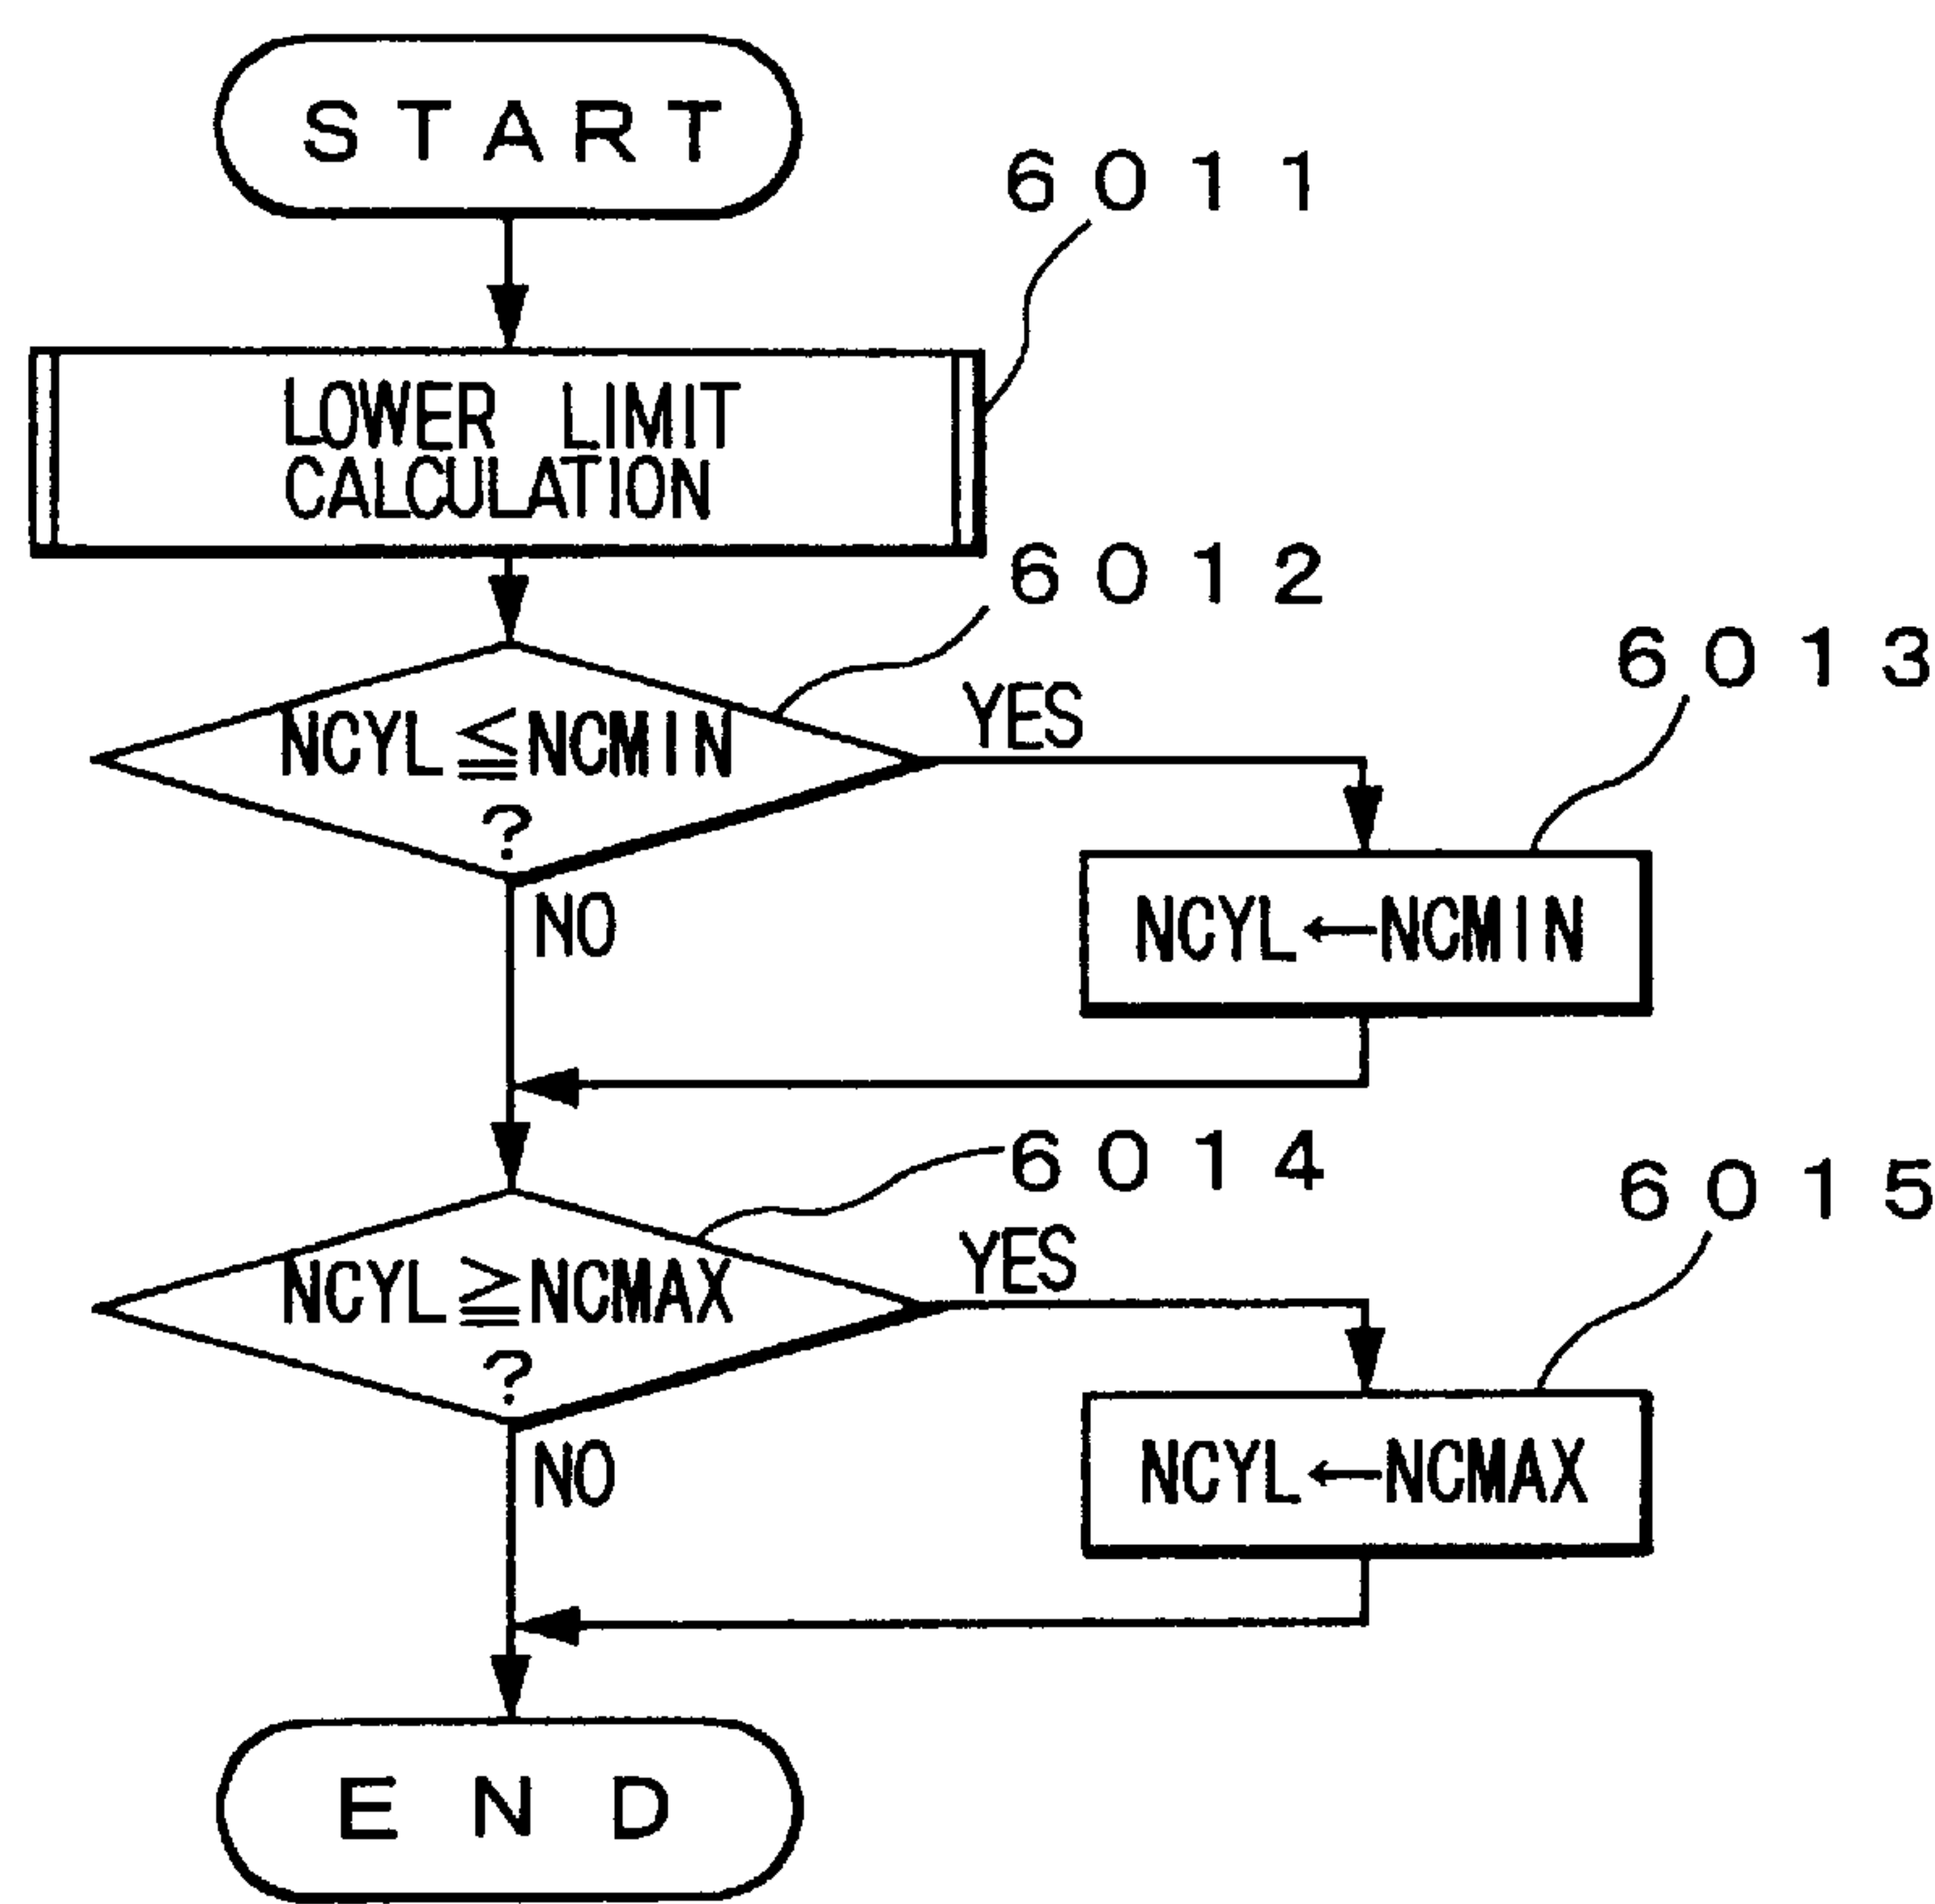 START
6011
LOWER LIMIT
CALCULATION
6012
NCYL≦NCMIN
?
YES
6013
NO
NCYL←NCMIN
6014
NCYL≧NCMAX
?
YES
6015
NO
NCYL←NCMAX
END